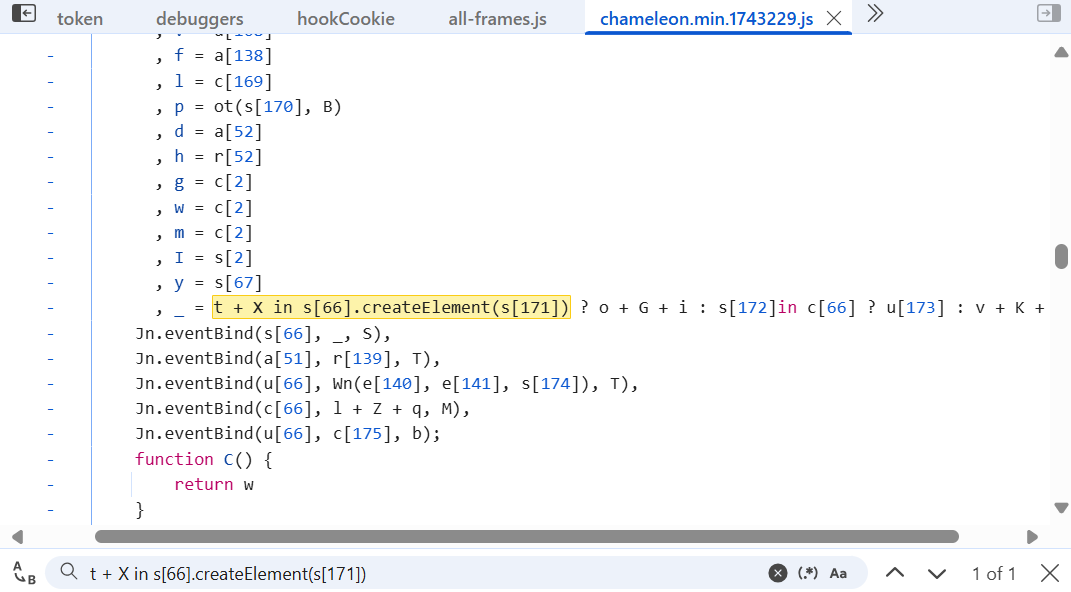 token debuggers hookCookie all-frames.js chameleon.min.1743229.js
, f = a[138]
, l = c[169]
, p = ot(s[170], B)
, d = a[52]
, h = r[52]
, g = c[2]
, w = c[2]
, m = c[2]
, I = s[2]
, y = s[67]
, _ = t + X in s[66].createElement(s[171]) ? o + G + i : s[172]in c[66] ? u[173] : v + K +
Jn.eventBind(s[66], _, S),
Jn.eventBind(a[51], r[139], T),
Jn.eventBind(u[66], Wn(e[140], e[141], s[174]), T),
Jn.eventBind(c[66], l + Z + q, M),
Jn.eventBind(u[66], c[175], b);
function C() {
return w
}
A B t + X in s[66].createElement(s[171]) (.*) Aa 1 of 1